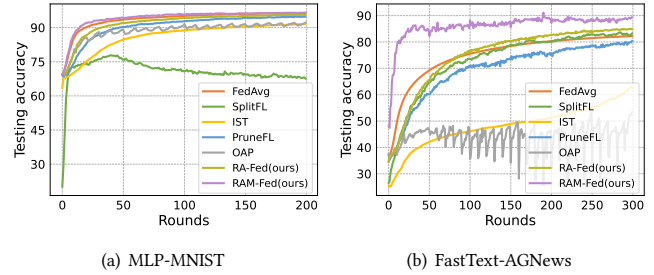 Testing accuracy
90
75
60
45
30
0
50
100
150
200
Rounds
FedAvg
SplitFL
IST
PruneFL
OAP
RA-Fed(ours)
RAM-Fed(ours)
(a) MLP-MNIST
Testing accuracy
90
80
70
60
50
40
30
0
50
100
150
200
250
300
Rounds
FedAvg
SplitFL
IST
PruneFL
OAP
RA-Fed(ours)
RAM-Fed(ours)
(b) FastText-AGNews